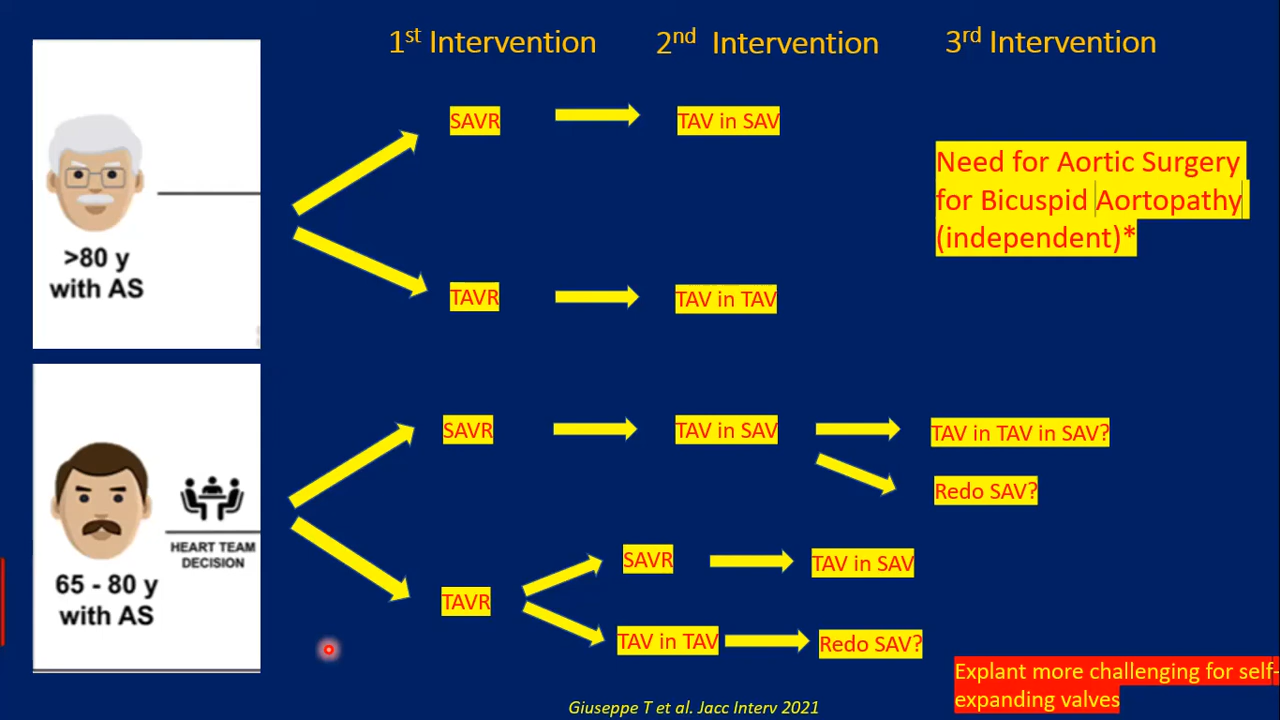 1st Intervention
2nd Intervention
3rd Intervention
SAVR
TAV in SAV
Need for Aortic Surgery
for Bicuspid Aortopathy
(independent)*
>80 y
with AS
TAVR
TAV in TAV
SAVR
TAV in SAV
TAV in TAV in SAV?
Redo SAV?
HEART TEAM
DECISION
65 - 80 y
with AS
TAVR
SAVR
TAV in SAV
TAV in TAV
Redo SAV?
Explant more challenging for self-
expanding valves
Giuseppe T et al. Jacc Interv 2021